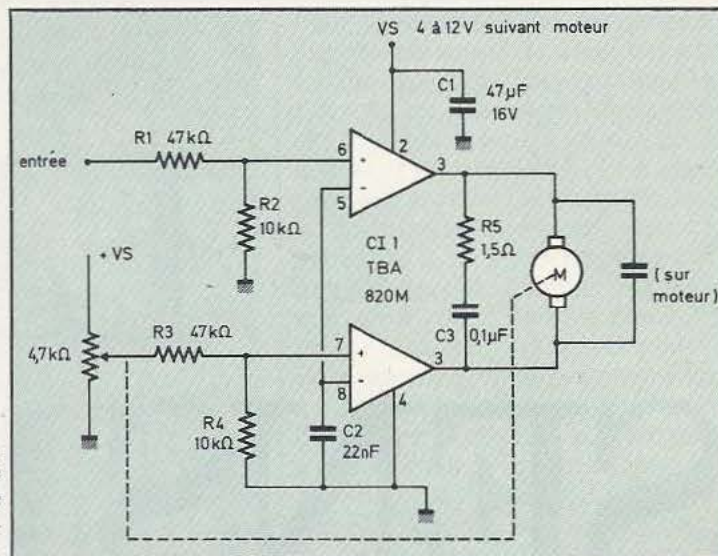 VS 4 à 12V suivant moteur
C1
47µF
16V
R1 47kΩ
entrée
6
+
2
3
-
5
R2
10kΩ
CI 1
TBA
820M
R5
1,5Ω
M
(sur
moteur)
+ VS
4,7kΩ
R3 47kΩ
7
+
3
C3
0,1µF
-
8
4
R4
10kΩ
C2
22nF